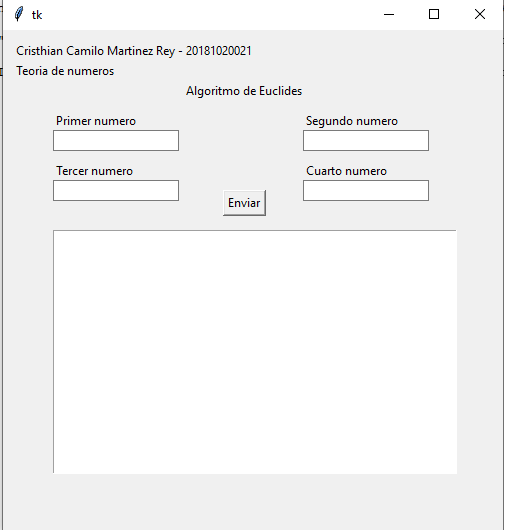 tk
Cristhian Camilo Martinez Rey - 20181020021
Teoria de numeros
Algoritmo de Euclides
Primer numero
Segundo numero
Tercer numero
Cuarto numero
Enviar